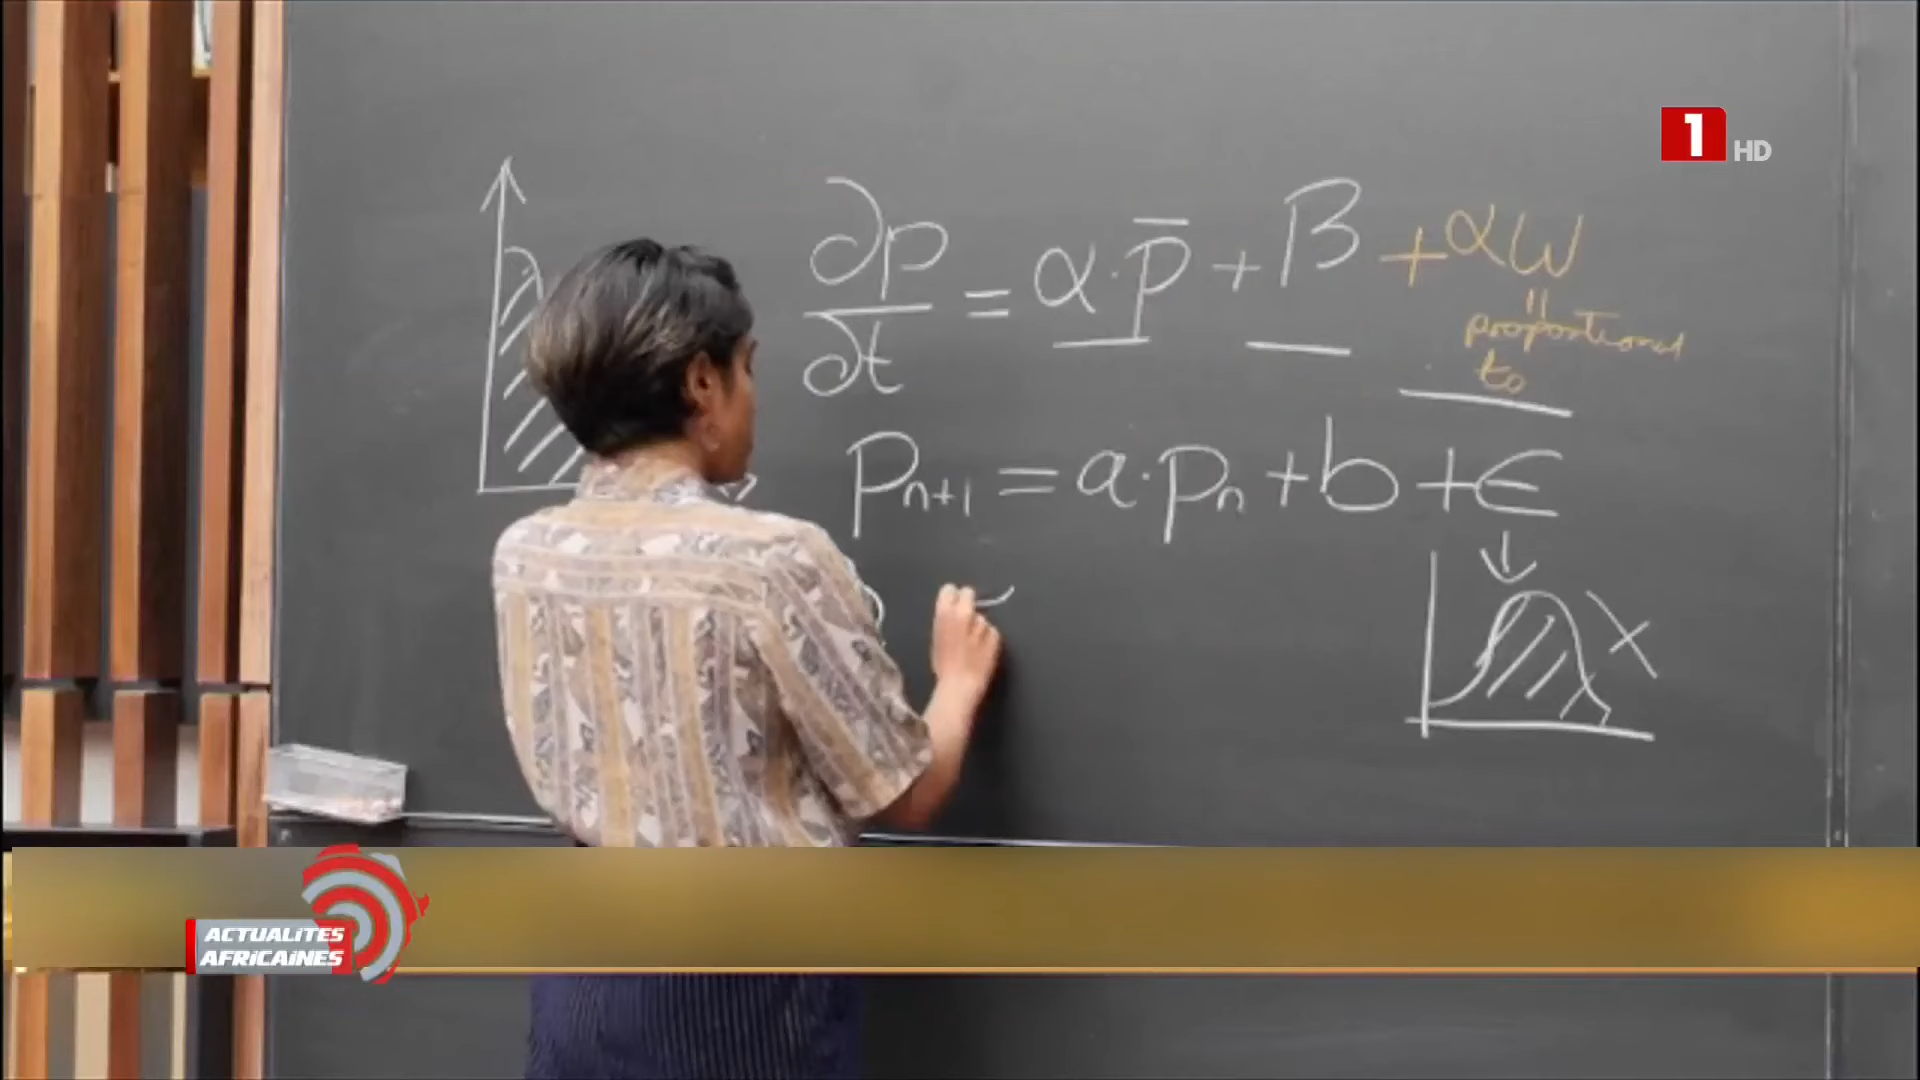 1 HD
∂p/∂t = α·p̅ + β + αW
"
proportional
to
pₙ₊₁ = a·pₙ + b + ϵ
ACTUALITES
AFRICAINES